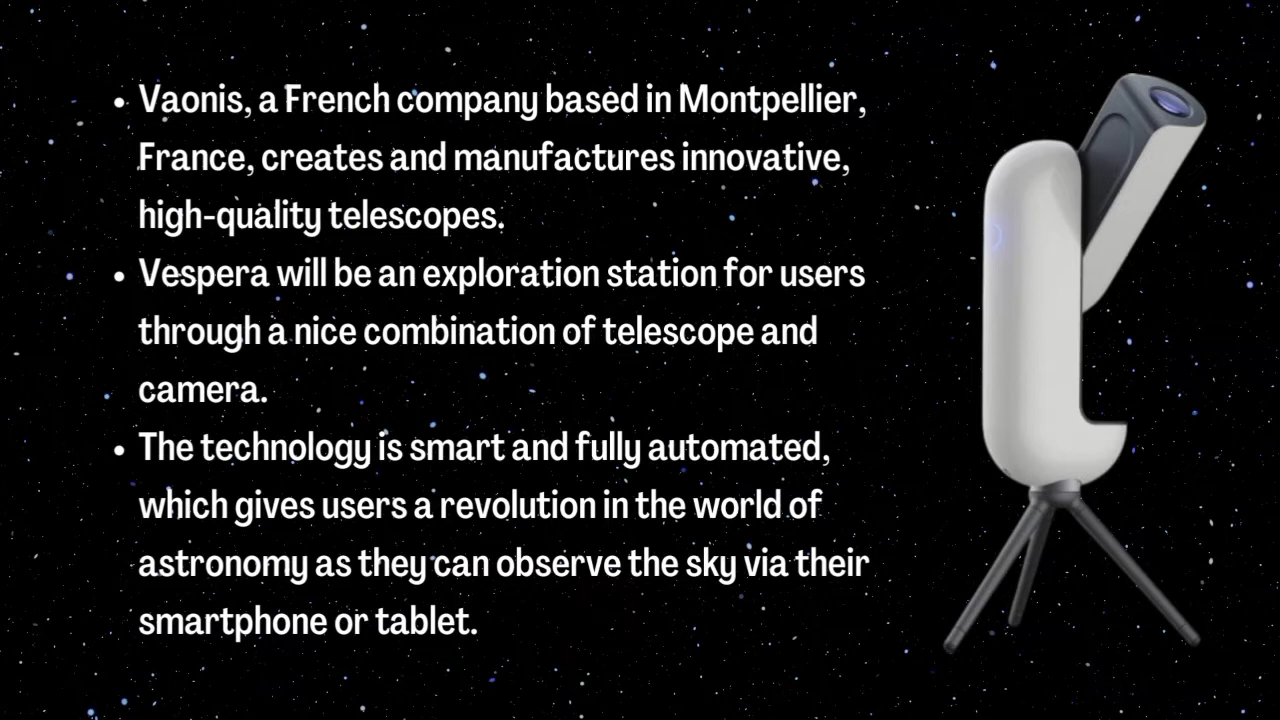 • Vaonis, a French company based in Montpellier,
France, creates and manufactures innovative,
high-quality telescopes.
• Vespera will be an exploration station for users
through a nice combination of telescope and
camera.
• The technology is smart and fully automated,
which gives users a revolution in the world of
astronomy as they can observe the sky via their
smartphone or tablet.